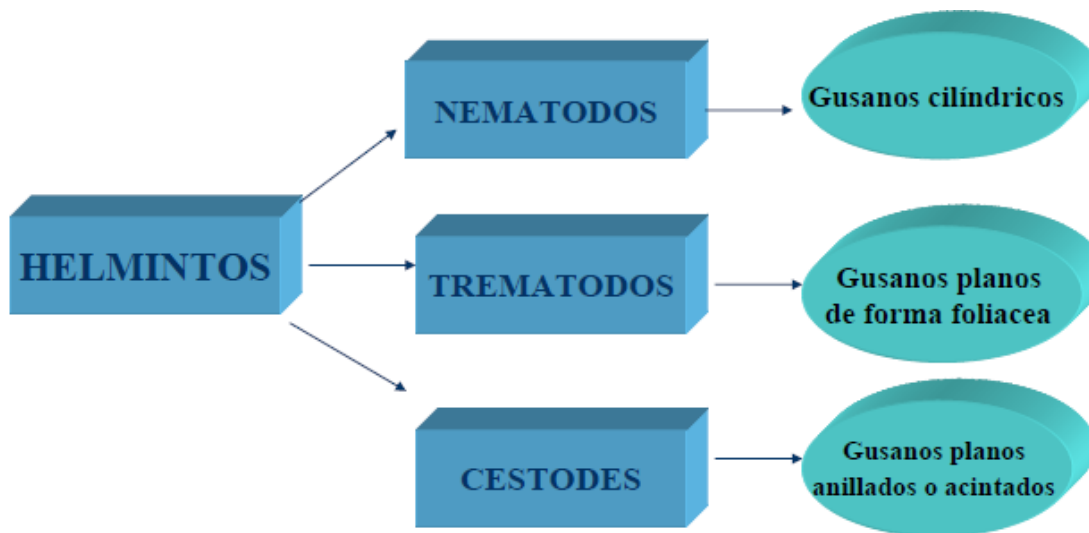 HELMINTOS
NEMATODOS
Gusanos cilíndricos
TREMATODOS
Gusanos planos
de forma foliacea
CESTODES
Gusanos planos
anillados o acintados